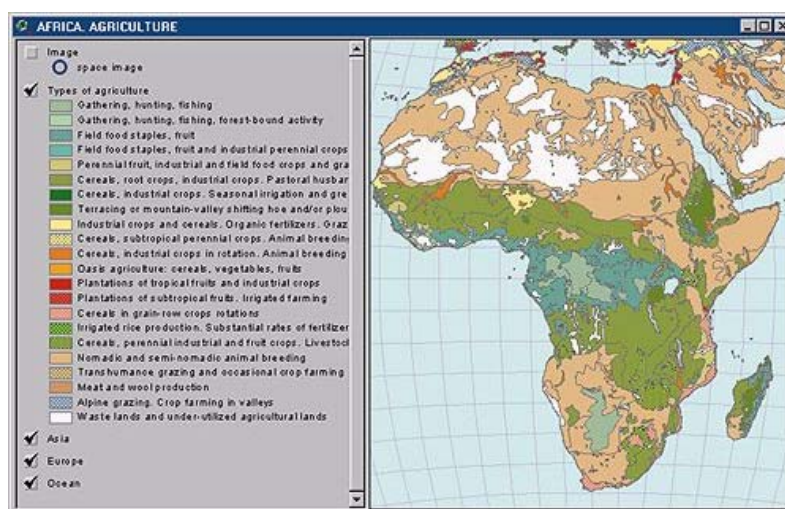 AFRICA. AGRICULTURE
Image
space image
Types of agriculture
Gathering, hunting, fishing
Gathering, hunting, fishing, forest-bound activity
Field food staples, fruit
Field food staples, fruit and industrial perennial crops
Perennial fruit, industrial and field food crops and gra
Cereals, root crops, industrial crops. Pastoral husban
Cereals, industrial crops. Seasonal irrigation and gre
Terracing or mountain-valley shifting hoe and/or plou
Industrial crops and cereals. Organic fertilizers. Graz
Cereals, subtropical perennial crops. Animal breeding
Cereals, industrial crops in rotation. Animal breeding
Oasis agriculture: cereals, vegetables, fruits
Plantations of tropical fruits and industrial crops
Plantations of subtropical fruits. Irrigated farming
Cereals in grain-row crops rotations
Irrigated rice production. Substantial rates of fertilizer
Cereals, perennial industrial and fruit crops. Livestock
Nomadic and semi-nomadic animal breeding
Transhumance grazing and occasional crop farming
Meat and wool production
Alpine grazing. Crop farming in valleys
Waste lands and under-utilized agricultural lands
Asia
Europe
Ocean